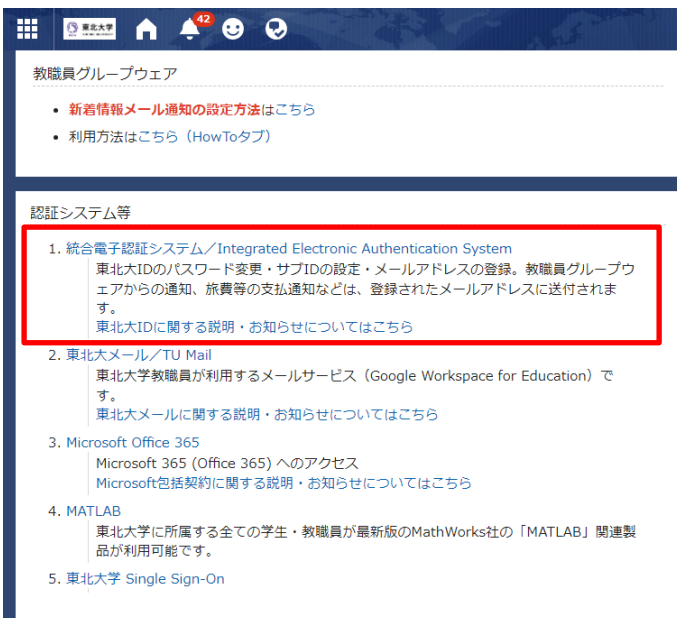 東北大学
42
教職員グループウェア
• 新着情報メール通知の設定方法はこちら
• 利用方法はこちら（HowToタブ）
認証システム等
1. 統合電子認証システム／Integrated Electronic Authentication System
東北大IDのパスワード変更・サブIDの設定・メールアドレスの登録。教職員グループウ
ェアからの通知、旅費等の支払通知などは、登録されたメールアドレスに送付されま
す。
東北大IDに関する説明・お知らせについてはこちら
2. 東北大メール／TU Mail
東北大学教職員が利用するメールサービス（Google Workspace for Education）で
す。
東北大メールに関する説明・お知らせについてはこちら
3. Microsoft Office 365
Microsoft 365 (Office 365) へのアクセス
Microsoft包括契約に関する説明・お知らせについてはこちら
4. MATLAB
東北大学に所属する全ての学生・教職員が最新版のMathWorks社の「MATLAB」関連製
品が利用可能です。
5. 東北大学 Single Sign-On